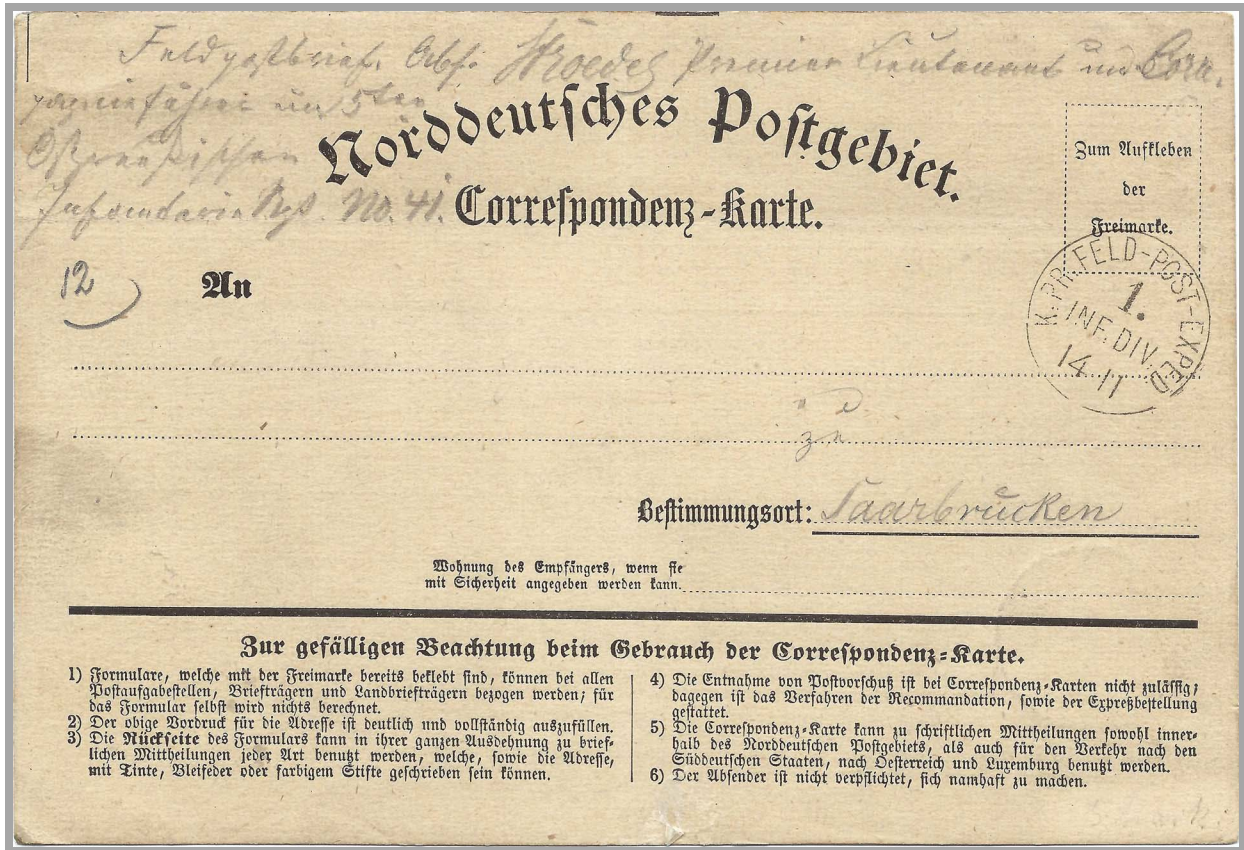 Feldpostbrief. Abs. Premier Lieutenant und Com-
pagnieführer im 5ten
Ostpreußischen
Infanterie Rgt. No. 41.
Norddeutsches Postgebiet.
Correspondenz-Karte.
Zum Aufkleben
der
Freimarke.
K. PR. FELD-POST-EXPED
1.
INF. DIV.
14 11
12
An
zu
Bestimmungsort: Saarbrücken
Wohnung des Empfängers, wenn sie
mit Sicherheit angegeben werden kann.
Zur gefälligen Beachtung beim Gebrauch der Correspondenz-Karte.
1) Formulare, welche mit der Freimarke bereits beklebt sind, können bei allen
Postaufgabestellen, Briefträgern und Landbriefträgern bezogen werden; für
das Formular selbst wird nichts berechnet.
2) Der obige Vordruck für die Adresse ist deutlich und vollständig auszufüllen.
3) Die Rückseite des Formulars kann in ihrer ganzen Ausdehnung zu brief-
lichen Mittheilungen jeder Art benutzt werden, welche, sowie die Adresse,
mit Tinte, Bleifeder oder farbigem Stifte geschrieben sein können.
4) Die Entnahme von Postvorschuß ist bei Correspondenz-Karten nicht zulässig;
dagegen ist das Verfahren der Recommandation, sowie der Expreßbestellung
gestattet.
5) Die Correspondenz-Karte kann zu schriftlichen Mittheilungen sowohl inner-
halb des Norddeutschen Postgebiets, als auch für den Verkehr nach den
Süddeutschen Staaten, nach Oesterreich und Luxemburg benutzt werden.
6) Der Absender ist nicht verpflichtet, sich namhaft zu machen.